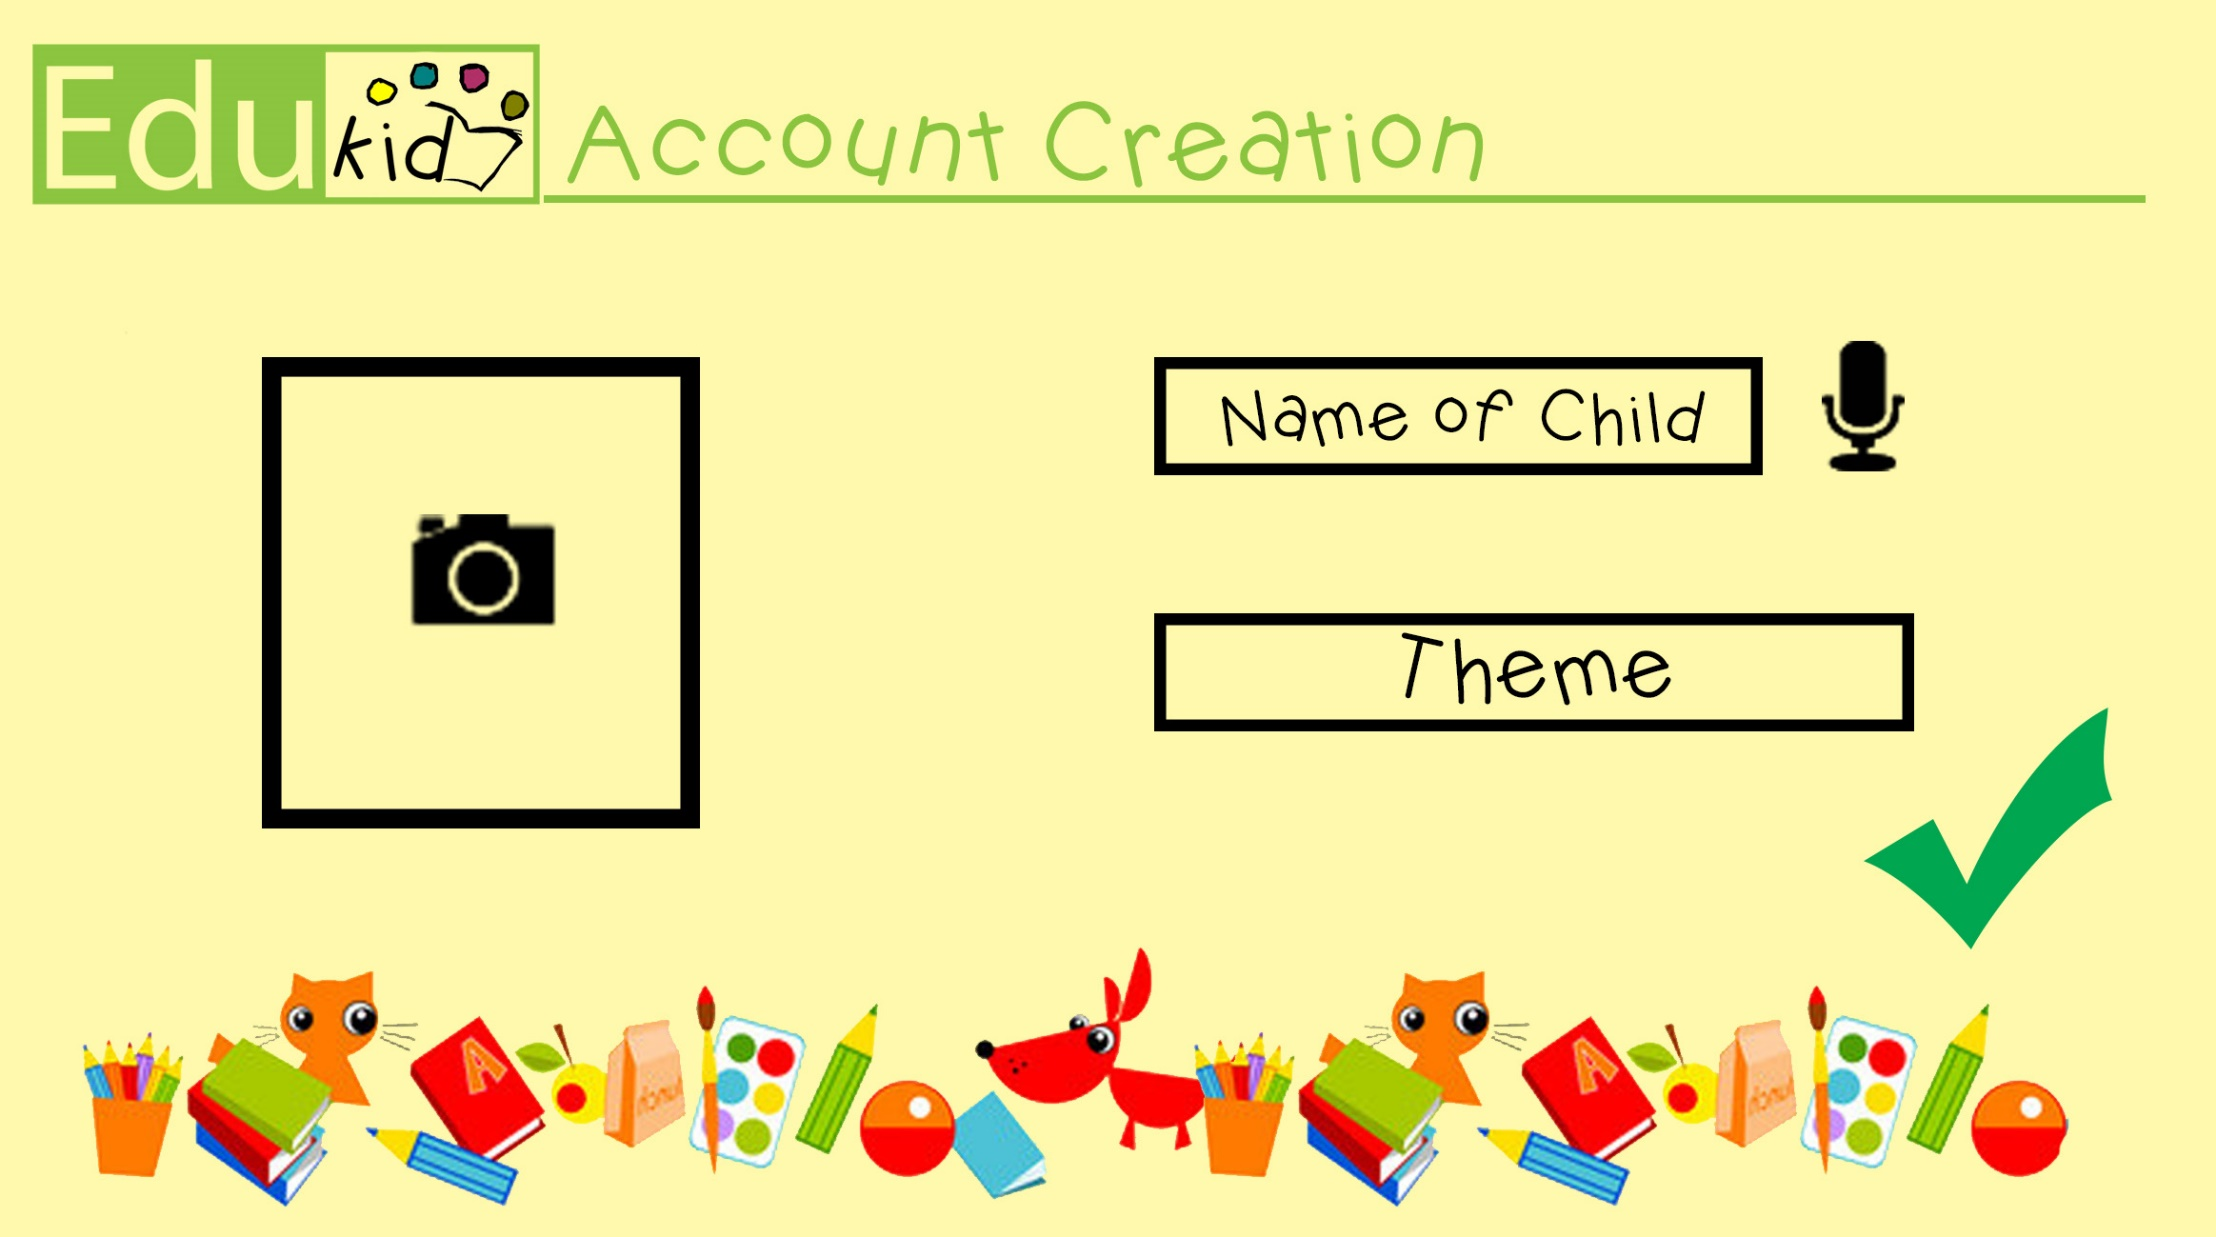 Edu kid Account Creation
Name of Child
Theme
A
A